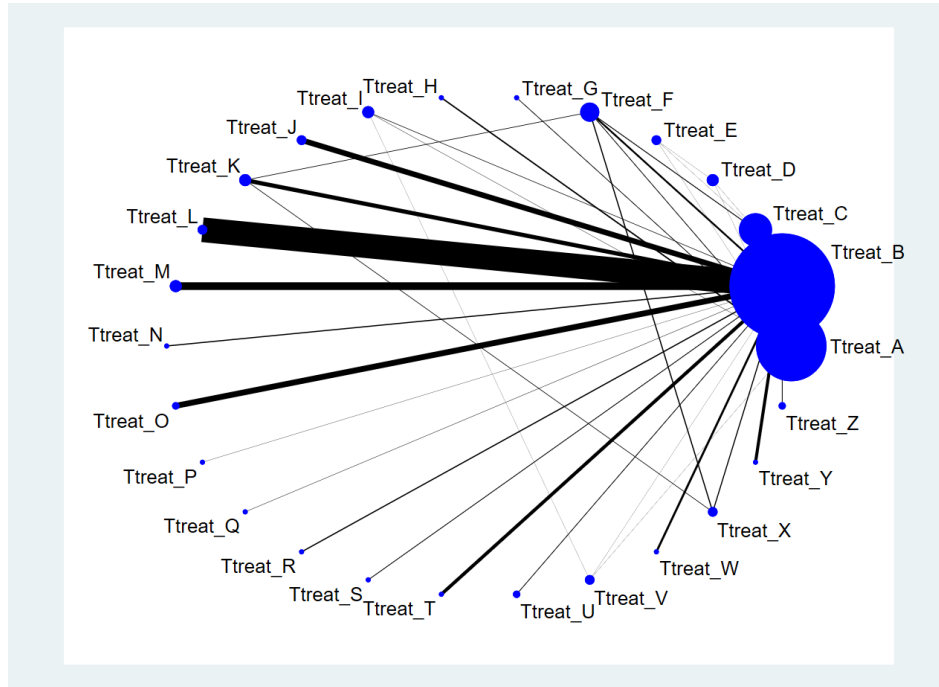 Ttreat_H
Ttreat_G
Ttreat_F
Ttreat_I
Ttreat_J
Ttreat_E
Ttreat_K
Ttreat_D
Ttreat_L
Ttreat_C
Ttreat_B
Ttreat_M
Ttreat_N
Ttreat_A
Ttreat_O
Ttreat_Z
Ttreat_P
Ttreat_Y
Ttreat_Q
Ttreat_X
Ttreat_R
Ttreat_W
Ttreat_S
Ttreat_T
Ttreat_U
Ttreat_V